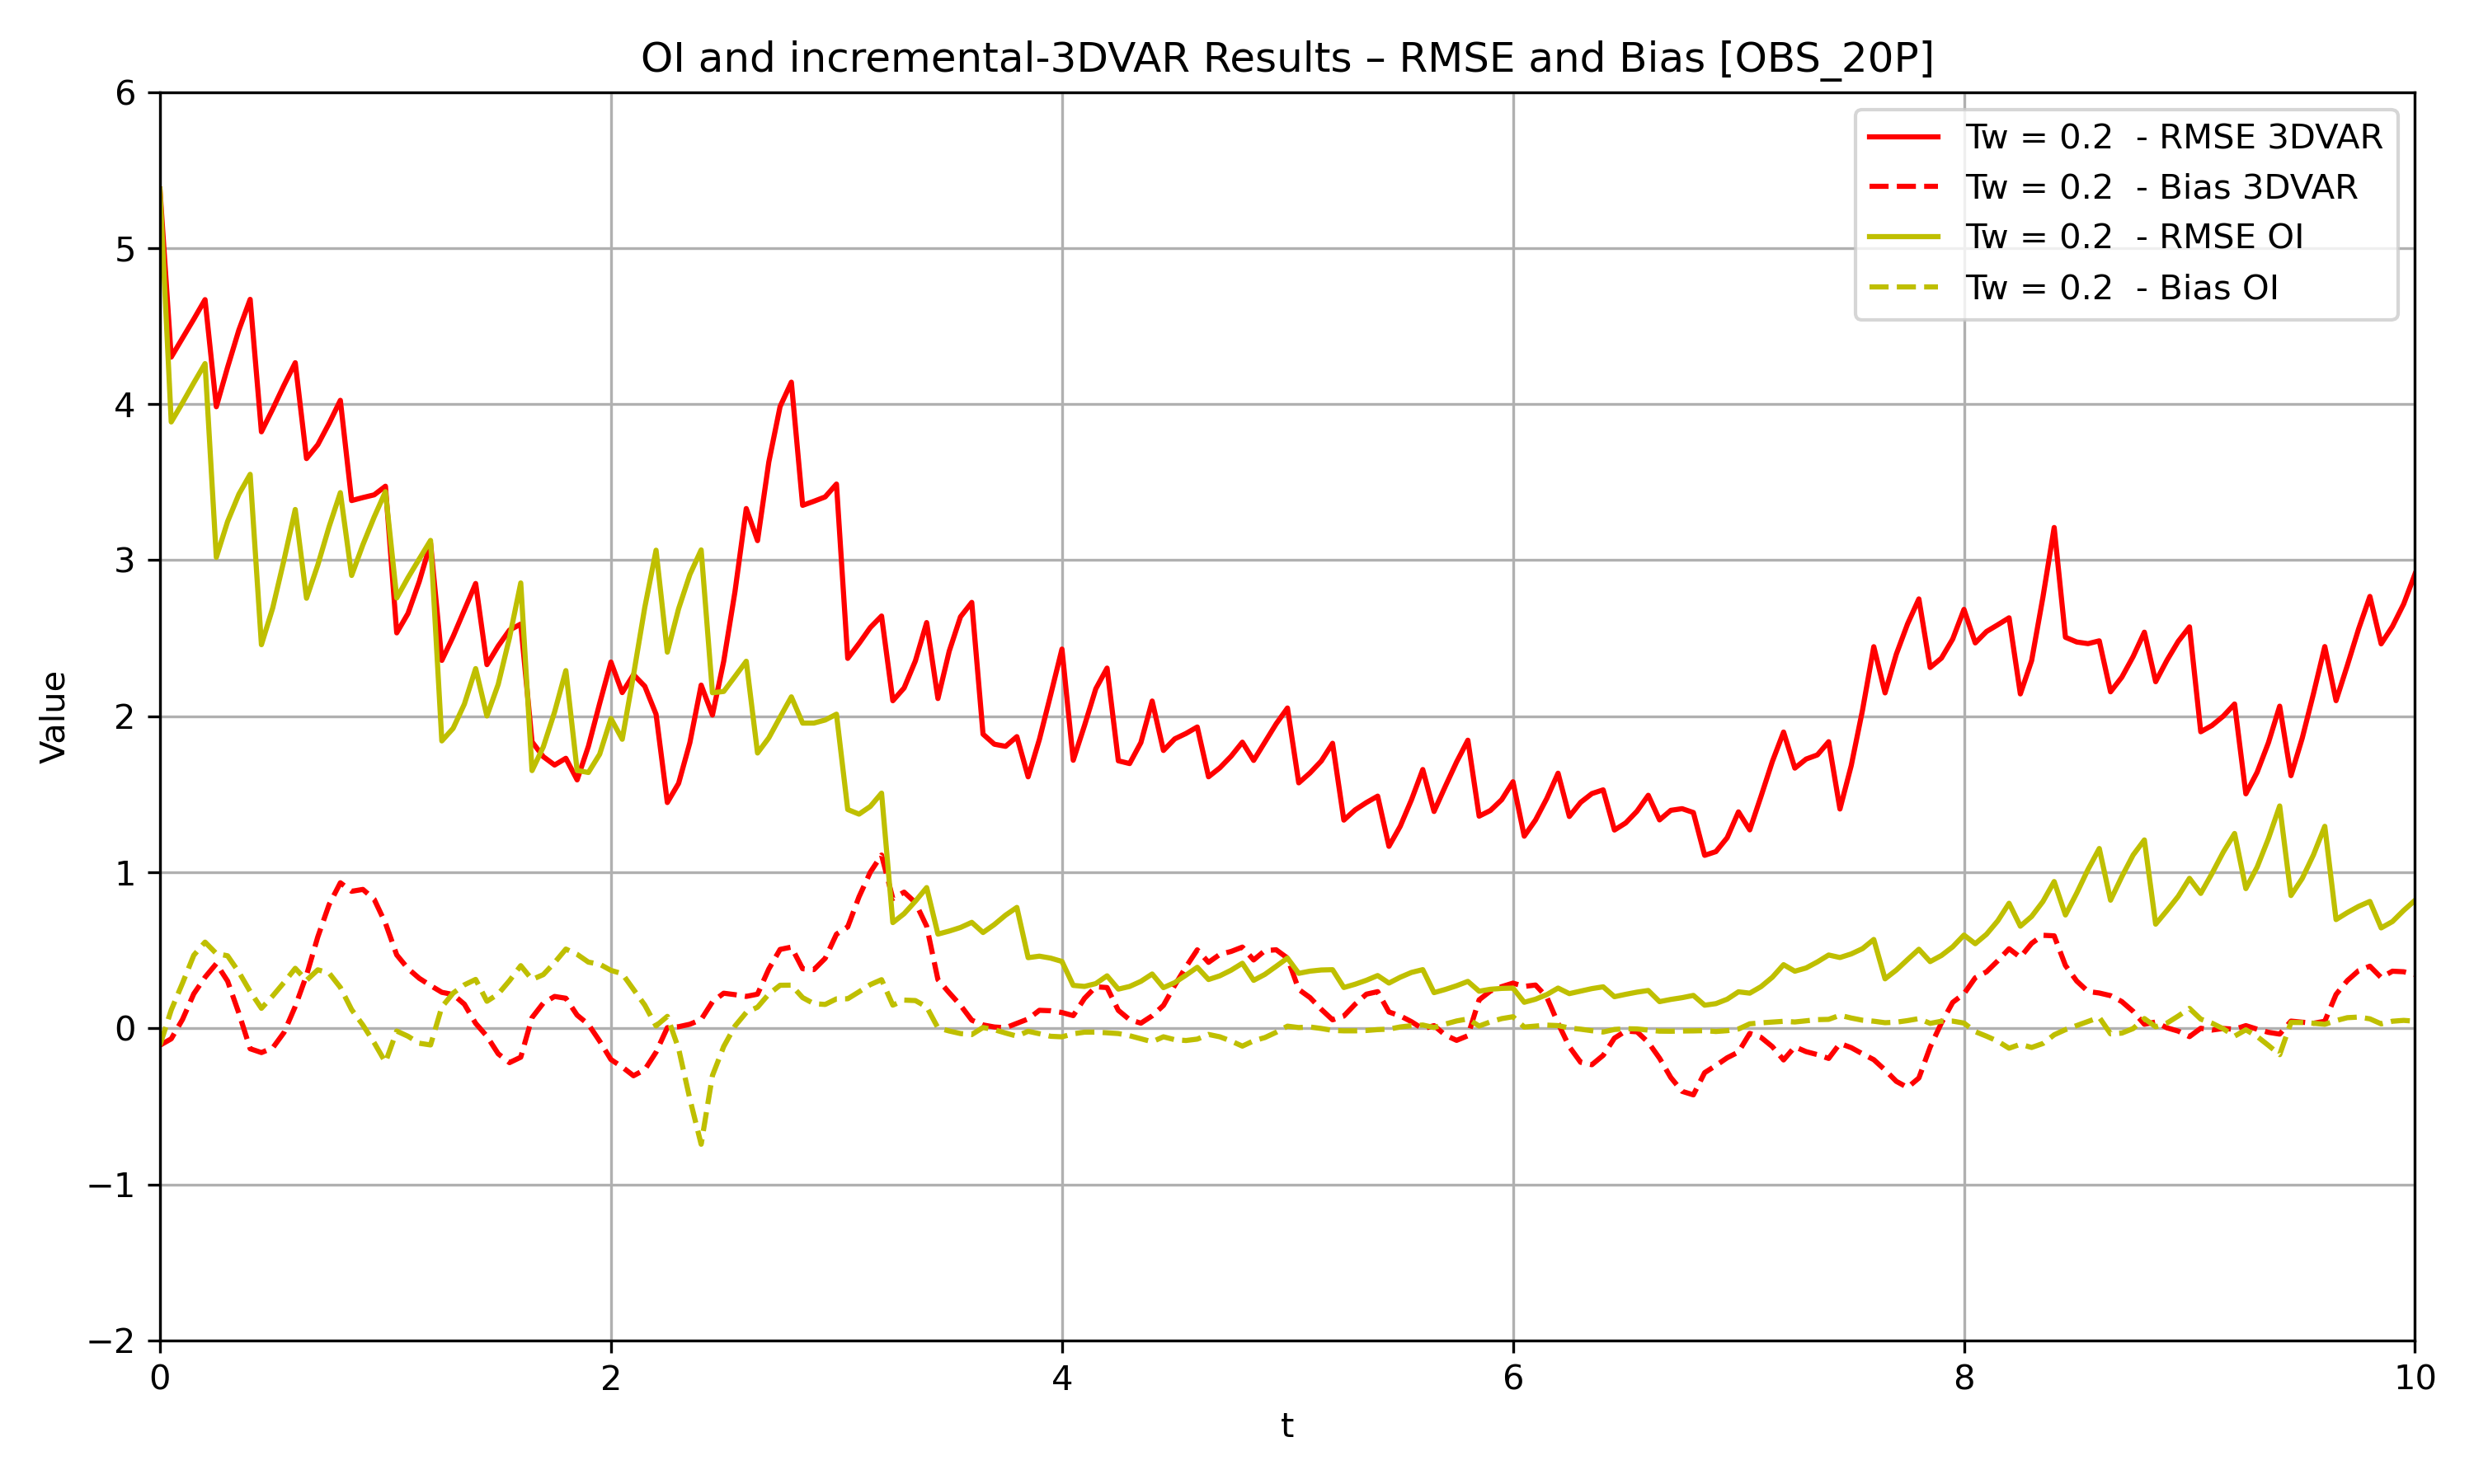 OI and incremental-3DVAR Results – RMSE and Bias [OBS_20P]
6
5
4
3
2
1
0
−1
−2
Value
Tw = 0.2  - RMSE 3DVAR
Tw = 0.2  - Bias 3DVAR
Tw = 0.2  - RMSE OI
Tw = 0.2  - Bias OI
0 2 4 6 8 10
t